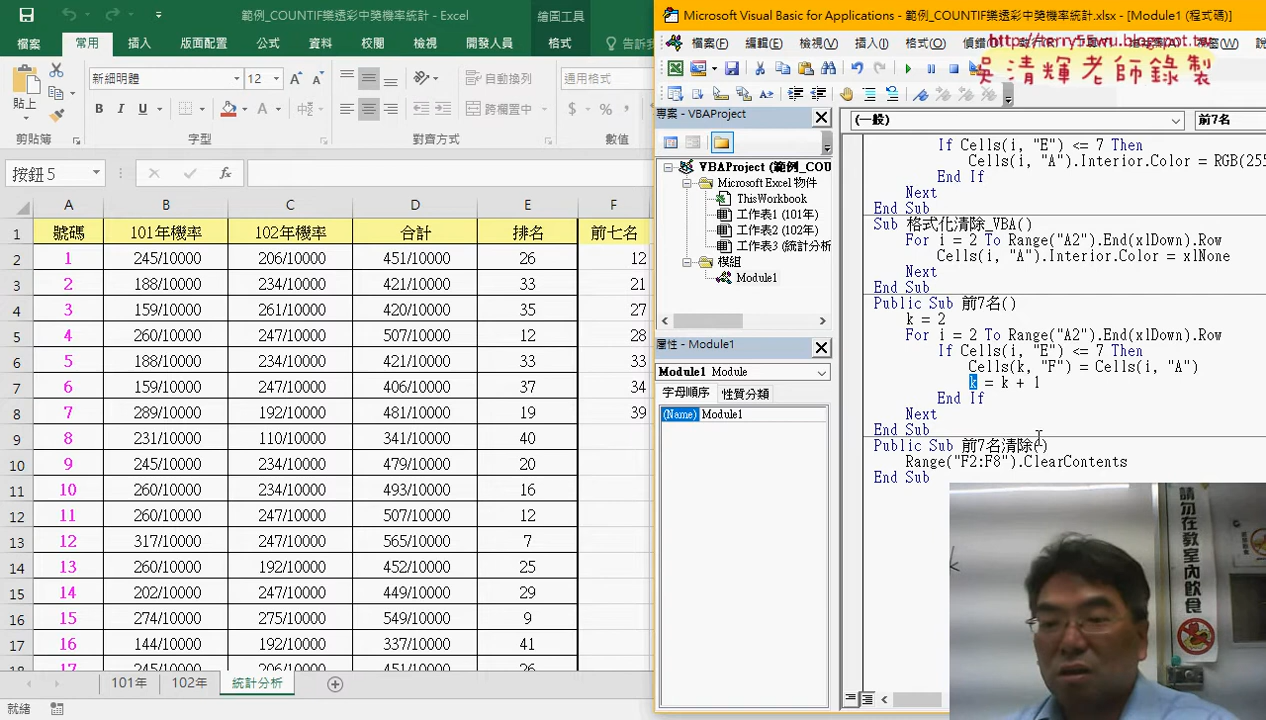 範例_COUNTIF樂透彩中獎機率統計 - Excel
繪圖工具
檔案 常用 插入 版面配置 公式 資料 校閱 檢視 開發人員 格式 告訴我
貼上
新細明體 12
自動換列
跨欄置中
通用格式
B I U
$ % ,
剪貼簿 字型 對齊方式 數值
按鈕 5
fx
A B C D E F
1 號碼 101年機率 102年機率 合計 排名 前七名
2 1 245/10000 206/10000 451/10000 26 12
3 2 188/10000 234/10000 421/10000 33 21
4 3 159/10000 261/10000 420/10000 35 27
5 4 260/10000 247/10000 507/10000 12 28
6 5 188/10000 234/10000 421/10000 33 33
7 6 159/10000 247/10000 406/10000 37 34
8 7 289/10000 192/10000 481/10000 19 39
9 8 231/10000 110/10000 341/10000 40
10 9 245/10000 234/10000 479/10000 20
11 10 260/10000 234/10000 493/10000 16
12 11 260/10000 247/10000 507/10000 12
13 12 317/10000 247/10000 565/10000 7
14 13 260/10000 192/10000 452/10000 25
15 14 202/10000 247/10000 449/10000 29
16 15 274/10000 275/10000 549/10000 9
17 16 144/10000 192/10000 337/10000 41
18 17 245/10000 206/10000 451/10000 26
101年 102年 統計分析
就緒
Microsoft Visual Basic for Applications - 範例_COUNTIF樂透彩中獎機率統計.xlsx - [Module1 (程式碼)]
檔案(F) 編輯(E) 檢視(V) 插入(I) 格式(O)
http://terry55wu.blogspot.tw
吳清輝老師錄製
專案 - VBAProject
VBAProject (範例_COU
Microsoft Excel 物件
ThisWorkbook
工作表1 (101年)
工作表2 (102年)
工作表3 (統計分析
模組
Module1
屬性 - Module1
Module1 Module
字母順序 性質分類
(Name) Module1
(一般) 前7名
If Cells(i, "E") <= 7 Then
Cells(i, "A").Interior.Color = RGB(255
End If
Next
End Sub
Sub 格式化清除_VBA()
For i = 2 To Range("A2").End(xlDown).Row
Cells(i, "A").Interior.Color = xlNone
Next
End Sub
Public Sub 前7名()
k = 2
For i = 2 To Range("A2").End(xlDown).Row
If Cells(i, "E") <= 7 Then
Cells(k, "F") = Cells(i, "A")
k = k + 1
End If
Next
End Sub
Public Sub 前7名清除()
Range("F2:F8").ClearContents
End Sub
請勿在教室內飲食